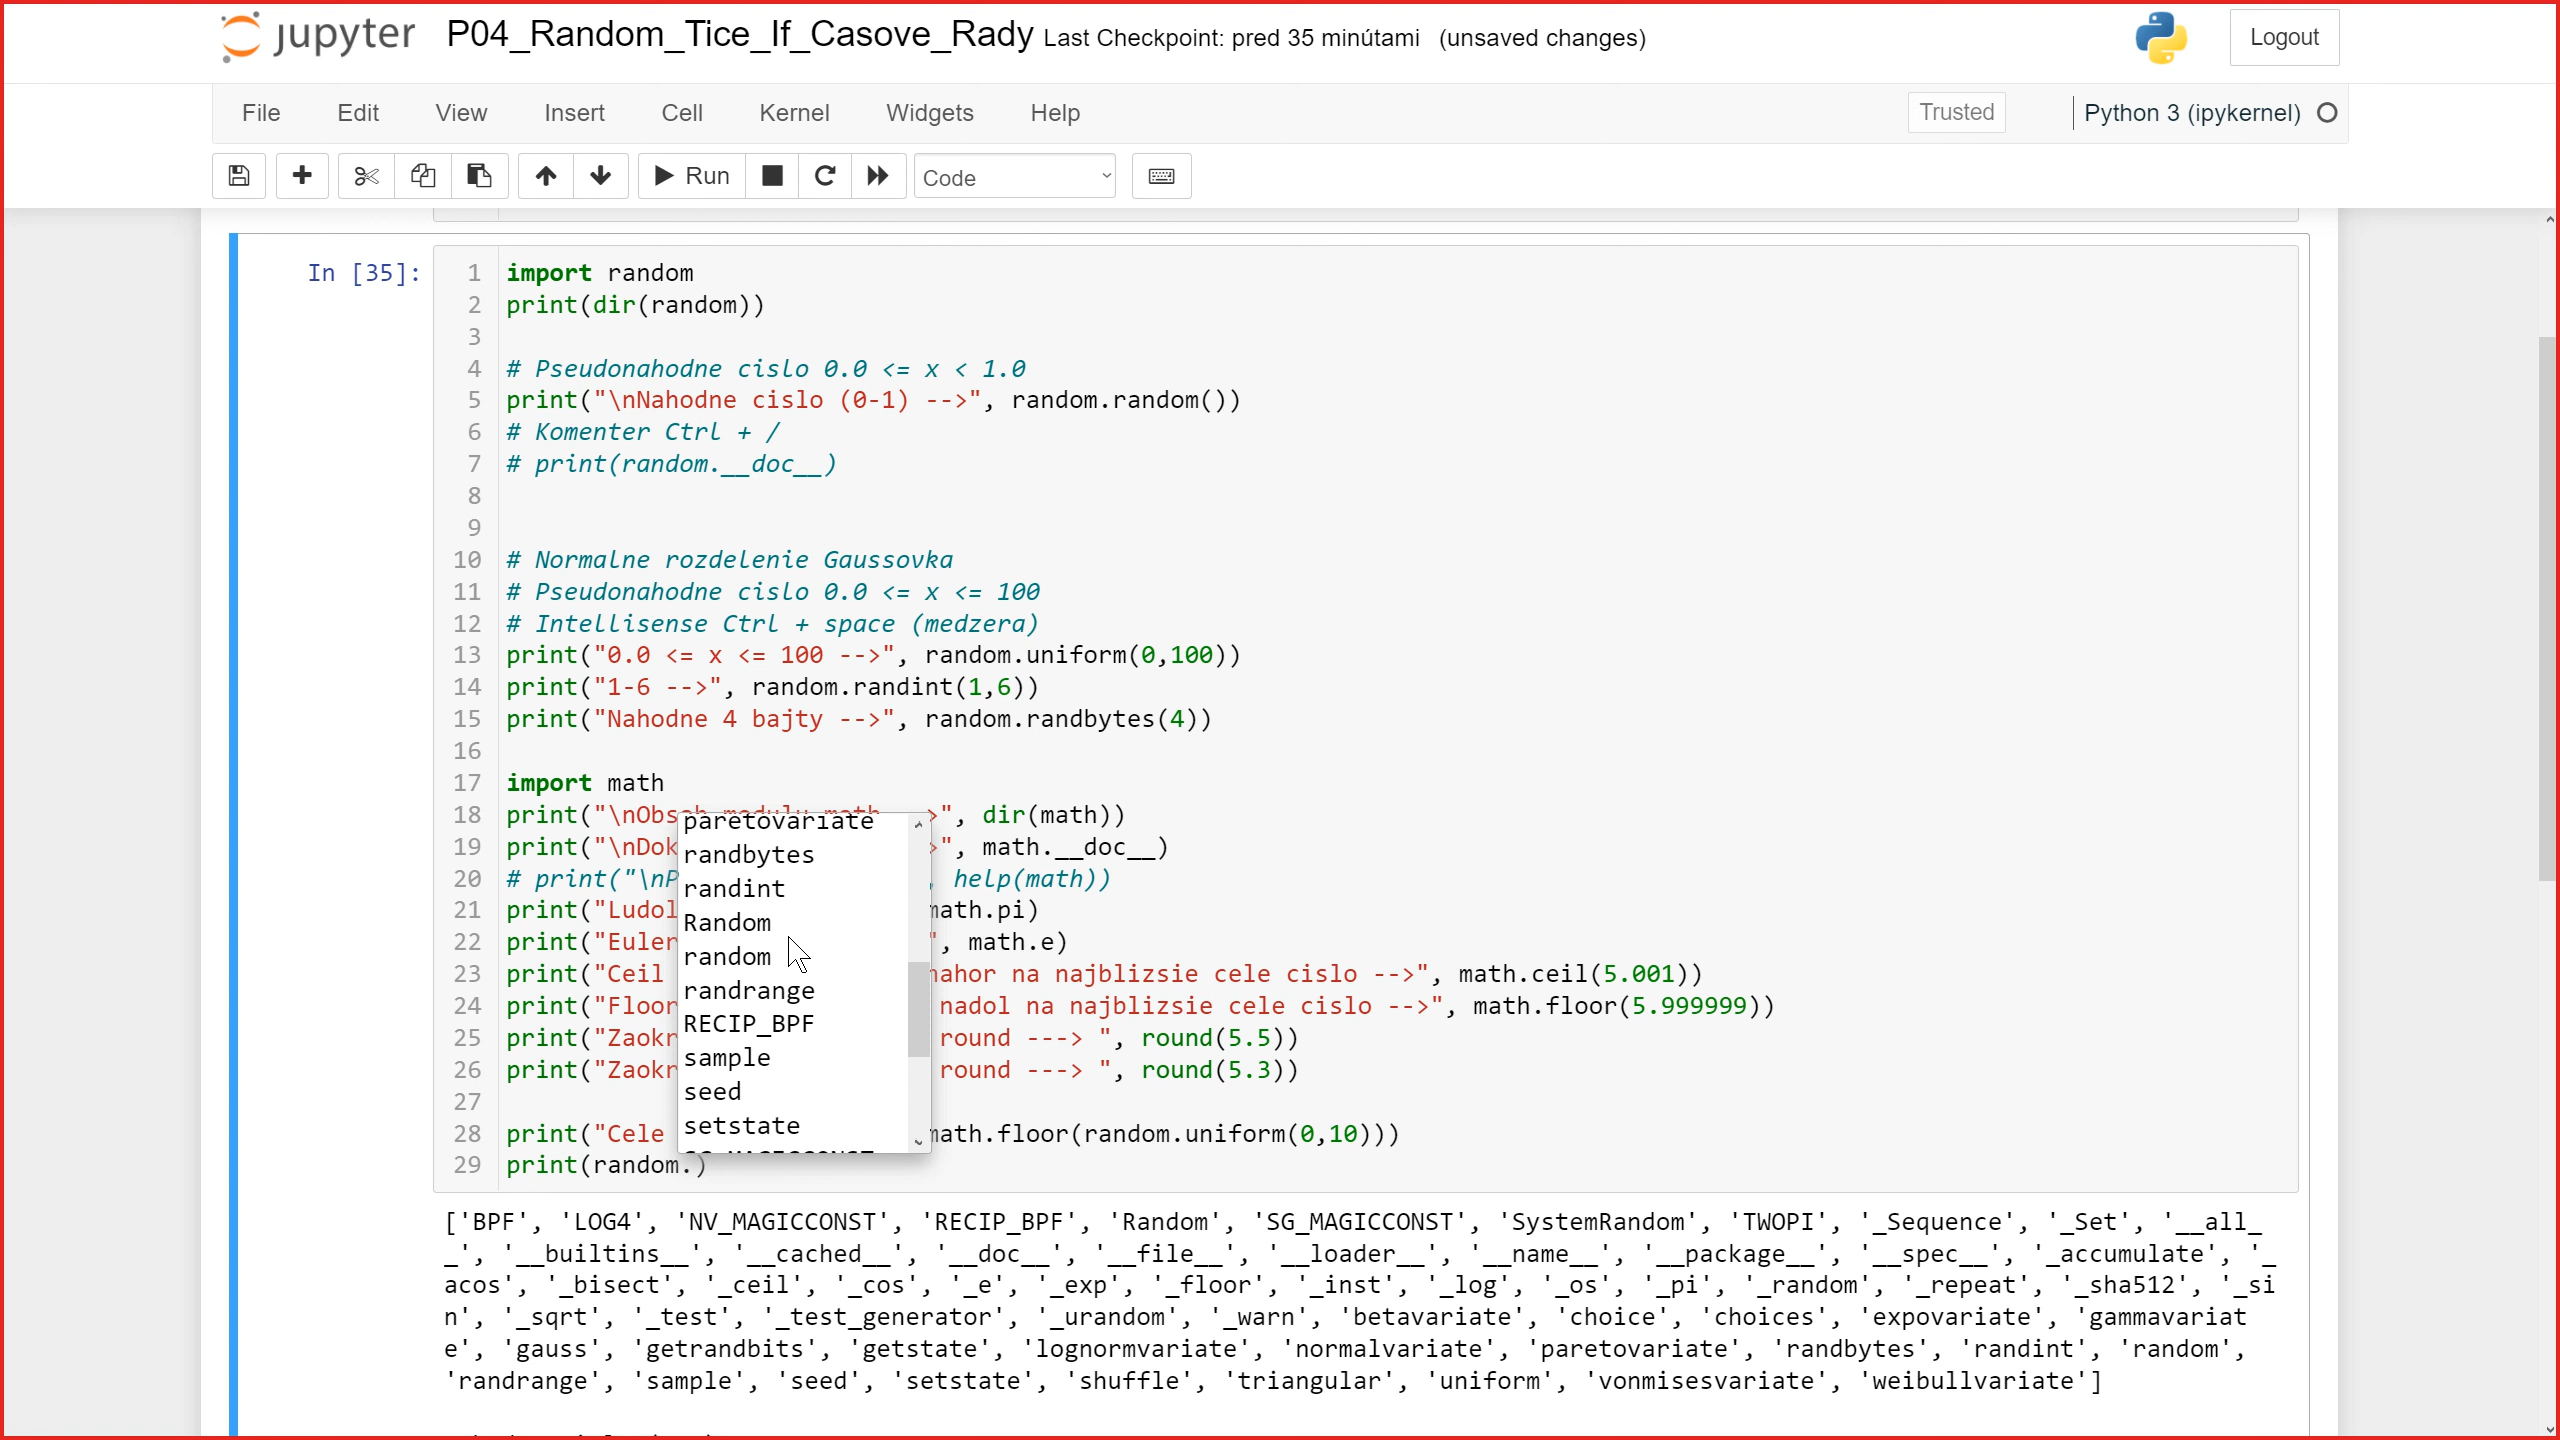 jupyter P04_Random_Tice_If_Casove_Rady Last Checkpoint: pred 35 minútami (unsaved changes) Logout
File Edit View Insert Cell Kernel Widgets Help Trusted Python 3 (ipykernel)
Run Code
In [35]:
1 import random
2 print(dir(random))
3
4 # Pseudonahodne cislo 0.0 <= x < 1.0
5 print("\nNahodne cislo (0-1) -->", random.random())
6 # Komenter Ctrl + /
7 # print(random.__doc__)
8
9
10 # Normalne rozdelenie Gaussovka
11 # Pseudonahodne cislo 0.0 <= x <= 100
12 # Intellisense Ctrl + space (medzera)
13 print("0.0 <= x <= 100 -->", random.uniform(0,100))
14 print("1-6 -->", random.randint(1,6))
15 print("Nahodne 4 bajty -->", random.randbytes(4))
16
17 import math
18 print("\nObsah modulu math -->", dir(math))
19 print("\nDok >", math.__doc__)
20 # print("\nP , help(math))
21 print("Ludol math.pi)
22 print("Euler ", math.e)
23 print("Ceil nahor na najblizsie cele cislo -->", math.ceil(5.001))
24 print("Floor nadol na najblizsie cele cislo -->", math.floor(5.999999))
25 print("Zaokr round ---> ", round(5.5))
26 print("Zaokr round ---> ", round(5.3))
27
28 print("Cele math.floor(random.uniform(0,10)))
29 print(random.)
paretovariate
randbytes
randint
Random
random
randrange
RECIP_BPF
sample
seed
setstate
SG_MAGICCONST
['BPF', 'LOG4', 'NV_MAGICCONST', 'RECIP_BPF', 'Random', 'SG_MAGICCONST', 'SystemRandom', 'TWOPI', '_Sequence', '_Set', '__all_
_', '__builtins__', '__cached__', '__doc__', '__file__', '__loader__', '__name__', '__package__', '__spec__', '_accumulate', '_
acos', '_bisect', '_ceil', '_cos', '_e', '_exp', '_floor', '_inst', '_log', '_os', '_pi', '_random', '_repeat', '_sha512', '_si
n', '_sqrt', '_test', '_test_generator', '_urandom', '_warn', 'betavariate', 'choice', 'choices', 'expovariate', 'gammavariat
e', 'gauss', 'getrandbits', 'getstate', 'lognormvariate', 'normalvariate', 'paretovariate', 'randbytes', 'randint', 'random',
'randrange', 'sample', 'seed', 'setstate', 'shuffle', 'triangular', 'uniform', 'vonmisesvariate', 'weibullvariate']